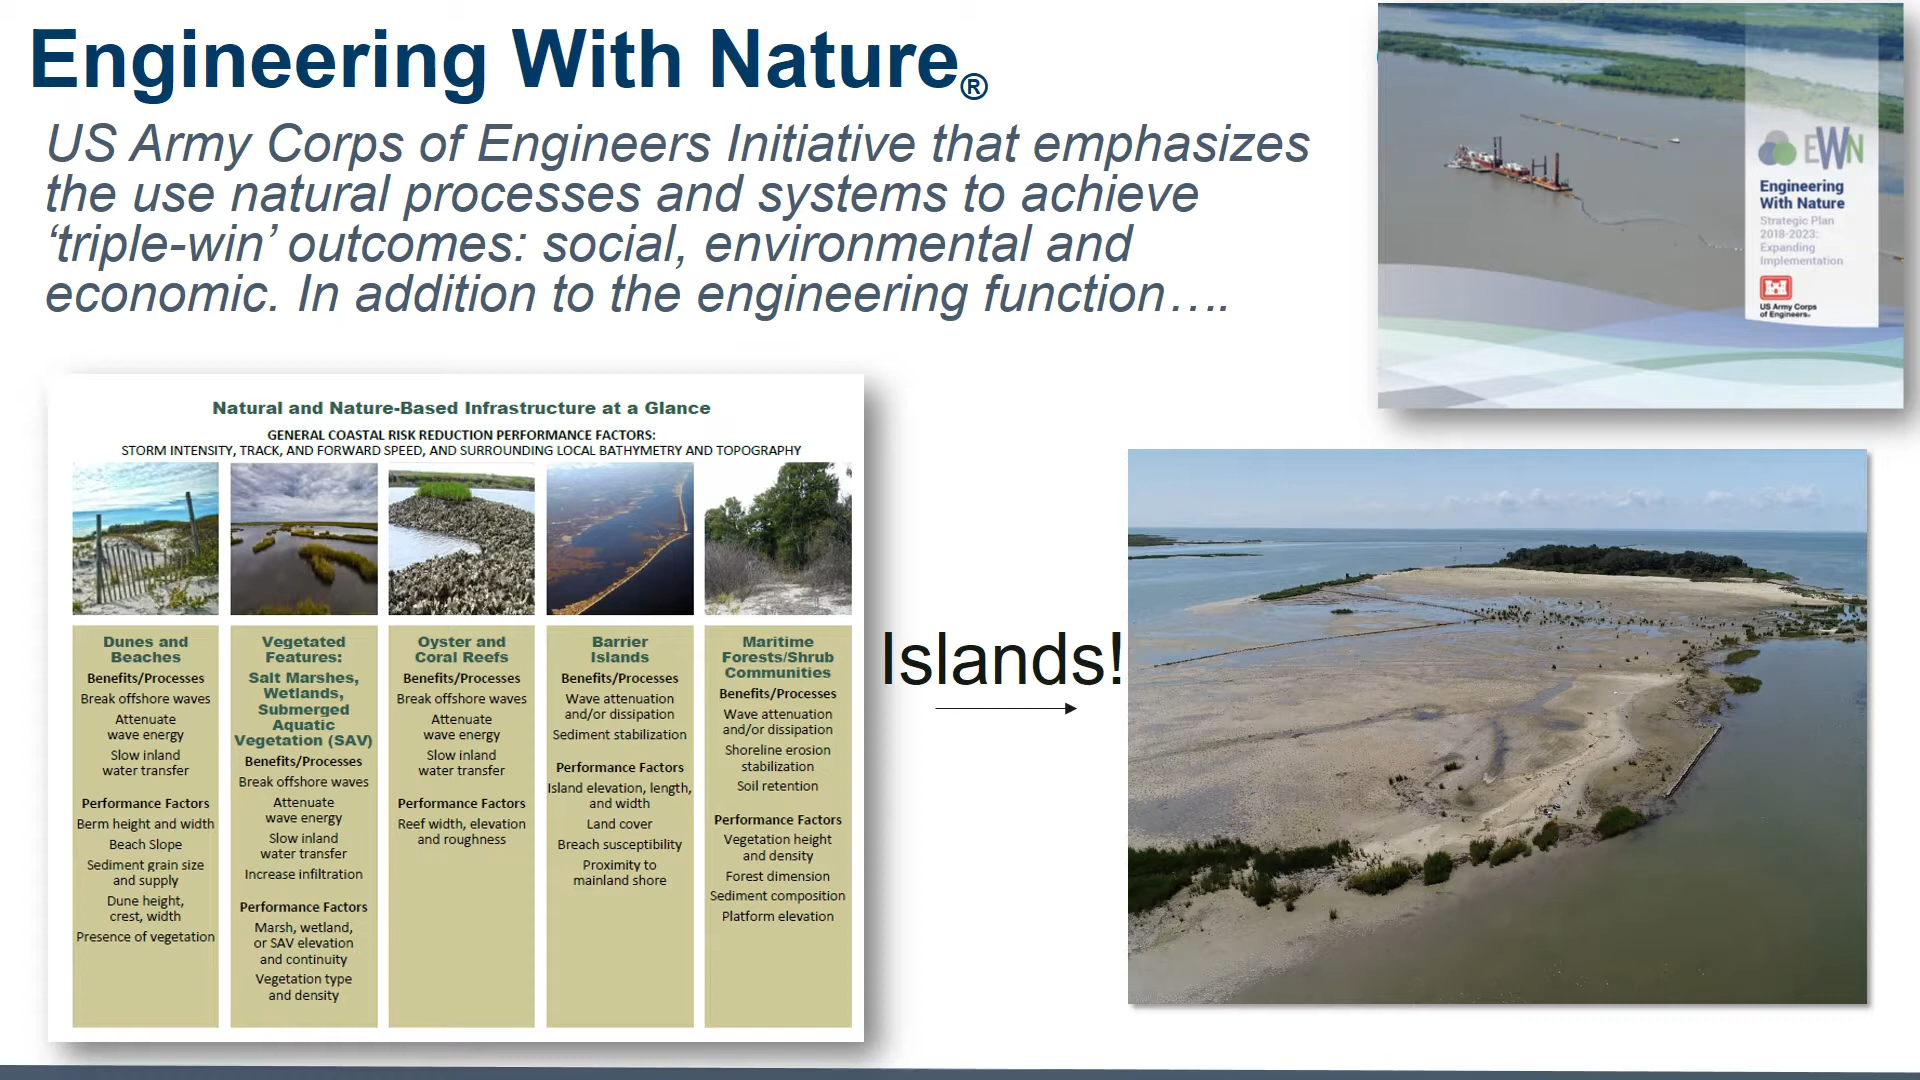 Engineering With Nature®
US Army Corps of Engineers Initiative that emphasizes
the use natural processes and systems to achieve
‘triple-win’ outcomes: social, environmental and
economic. In addition to the engineering function….
EWN
Engineering
With Nature
Strategic Plan
2018-2023:
Expanding
Implementation
US Army Corps
of Engineers®
Natural and Nature-Based Infrastructure at a Glance
GENERAL COASTAL RISK REDUCTION PERFORMANCE FACTORS:
STORM INTENSITY, TRACK, AND FORWARD SPEED, AND SURROUNDING LOCAL BATHYMETRY AND TOPOGRAPHY
Dunes and
Beaches
Benefits/Processes
Break offshore waves
Attenuate
wave energy
Slow inland
water transfer
Performance Factors
Berm height and width
Beach Slope
Sediment grain size
and supply
Dune height,
crest, width
Presence of vegetation
Vegetated
Features:
Salt Marshes,
Wetlands,
Submerged
Aquatic
Vegetation (SAV)
Benefits/Processes
Break offshore waves
Attenuate
wave energy
Slow inland
water transfer
Increase infiltration
Performance Factors
Marsh, wetland,
or SAV elevation
and continuity
Vegetation type
and density
Oyster and
Coral Reefs
Benefits/Processes
Break offshore waves
Attenuate
wave energy
Slow inland
water transfer
Performance Factors
Reef width, elevation
and roughness
Barrier
Islands
Benefits/Processes
Wave attenuation
and/or dissipation
Sediment stabilization
Performance Factors
Island elevation, length,
and width
Land cover
Breach susceptibility
Proximity to
mainland shore
Maritime
Forests/Shrub
Communities
Benefits/Processes
Wave attenuation
and/or dissipation
Shoreline erosion
stabilization
Soil retention
Performance Factors
Vegetation height
and density
Forest dimension
Sediment composition
Platform elevation
Islands!